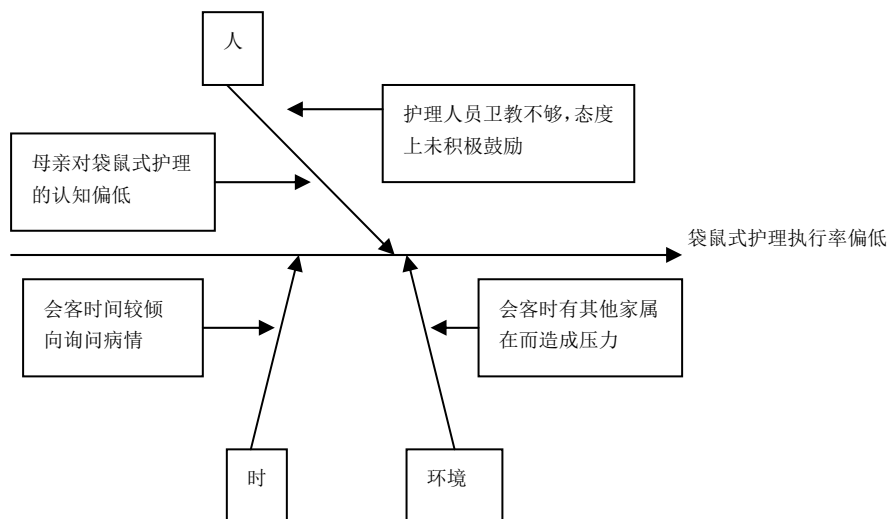 人
护理人员卫教不够，态度
上未积极鼓励
母亲对袋鼠式护理
的认知偏低
袋鼠式护理执行率偏低
会客时间较倾
向询问病情
会客时有其他家属
在而造成压力
时
环境